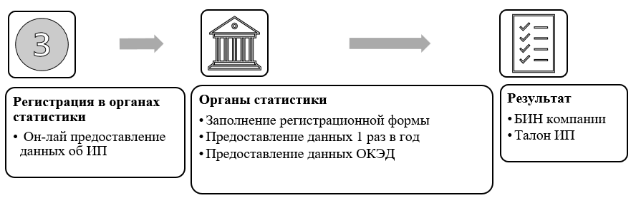 3
Регистрация в органах
статистики
• Он-лай предоставление
данных об ИП
Органы статистики
• Заполнение регистрационной формы
• Предоставление данных 1 раз в год
• Предоставление данных ОКЭД
Результат
• БИН компании
• Талон ИП